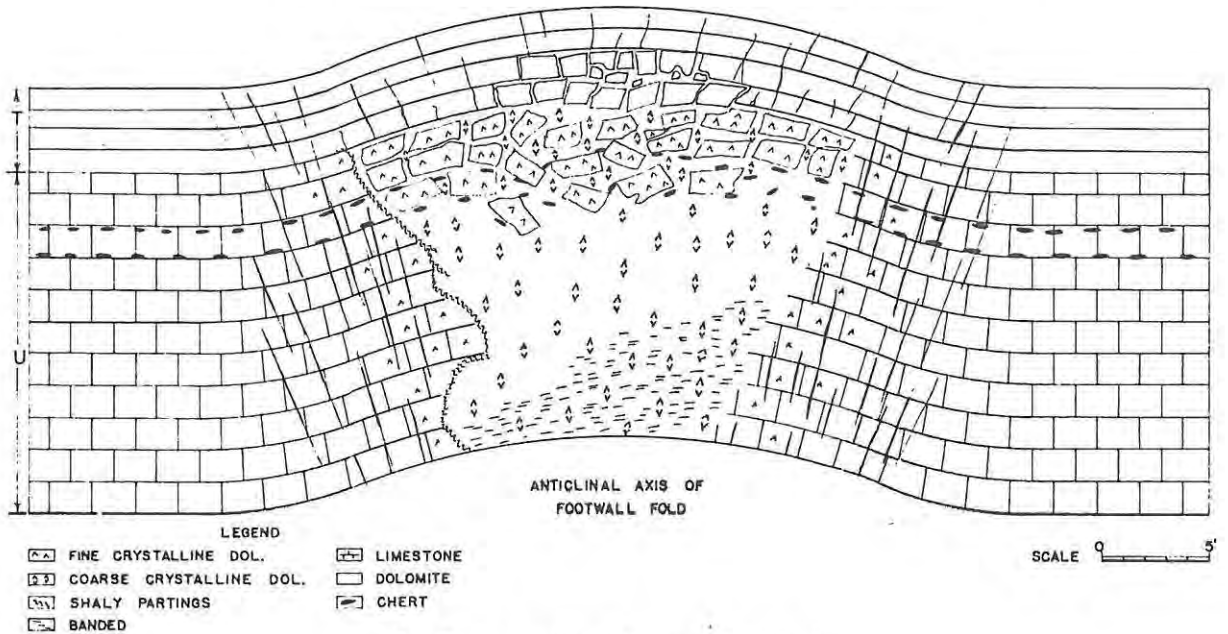 U
ANTICLINAL AXIS OF
FOOTWALL FOLD
LEGEND
FINE CRYSTALLINE DOL.
COARSE CRYSTALLINE DOL.
SHALY PARTINGS
BANDED
LIMESTONE
DOLOMITE
CHERT
SCALE 0 5'